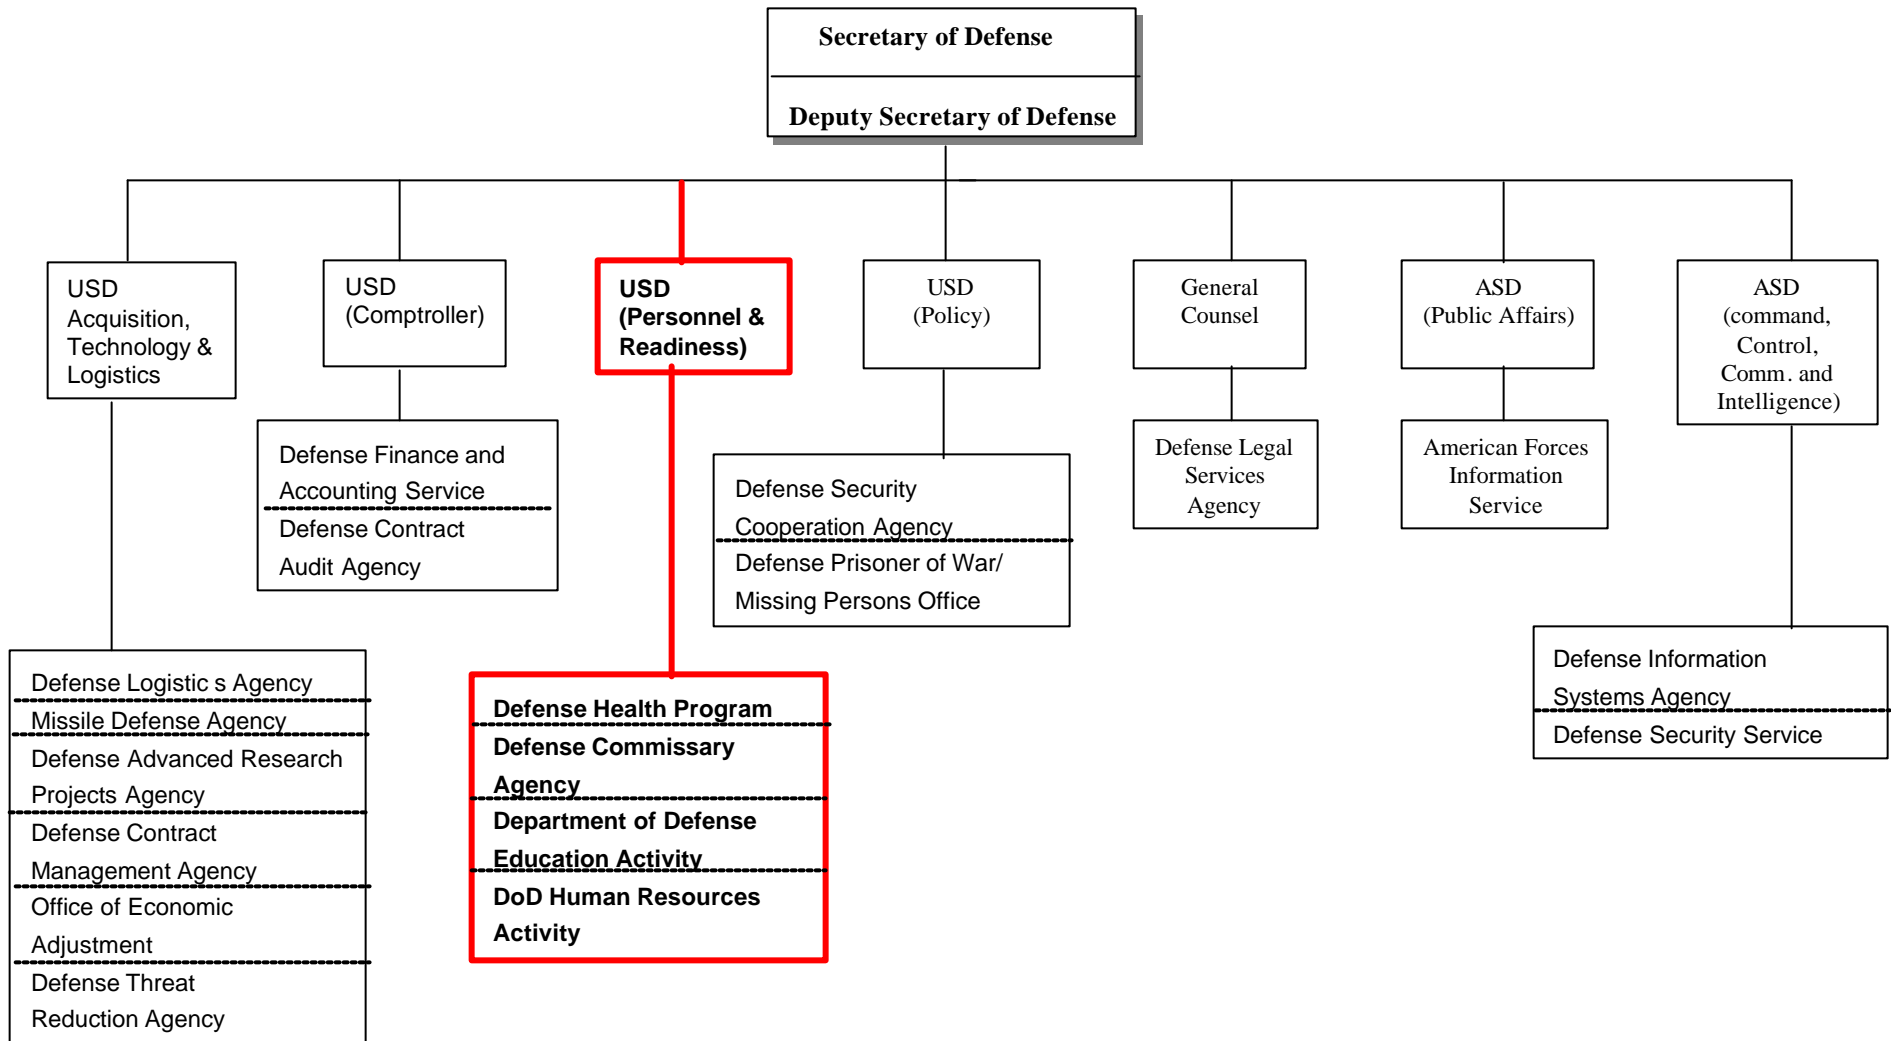 Secretary of Defense
Deputy Secretary of Defense
USD
Acquisition,
Technology &
Logistics
USD
(Comptroller)
USD
(Personnel &
Readiness)
USD
(Policy)
General
Counsel
ASD
(Public Affairs)
ASD
(command,
Control,
Comm. and
Intelligence)
Defense Finance and
Accounting Service
Defense Contract
Audit Agency
Defense Security
Cooperation Agency
Defense Prisoner of War/
Missing Persons Office
Defense Legal
Services
Agency
American Forces
Information
Service
Defense Logistic s Agency
Missile Defense Agency
Defense Advanced Research
Projects Agency
Defense Contract
Management Agency
Office of Economic
Adjustment
Defense Threat
Reduction Agency
Defense Health Program
Defense Commissary
Agency
Department of Defense
Education Activity
DoD Human Resources
Activity
Defense Information
Systems Agency
Defense Security Service